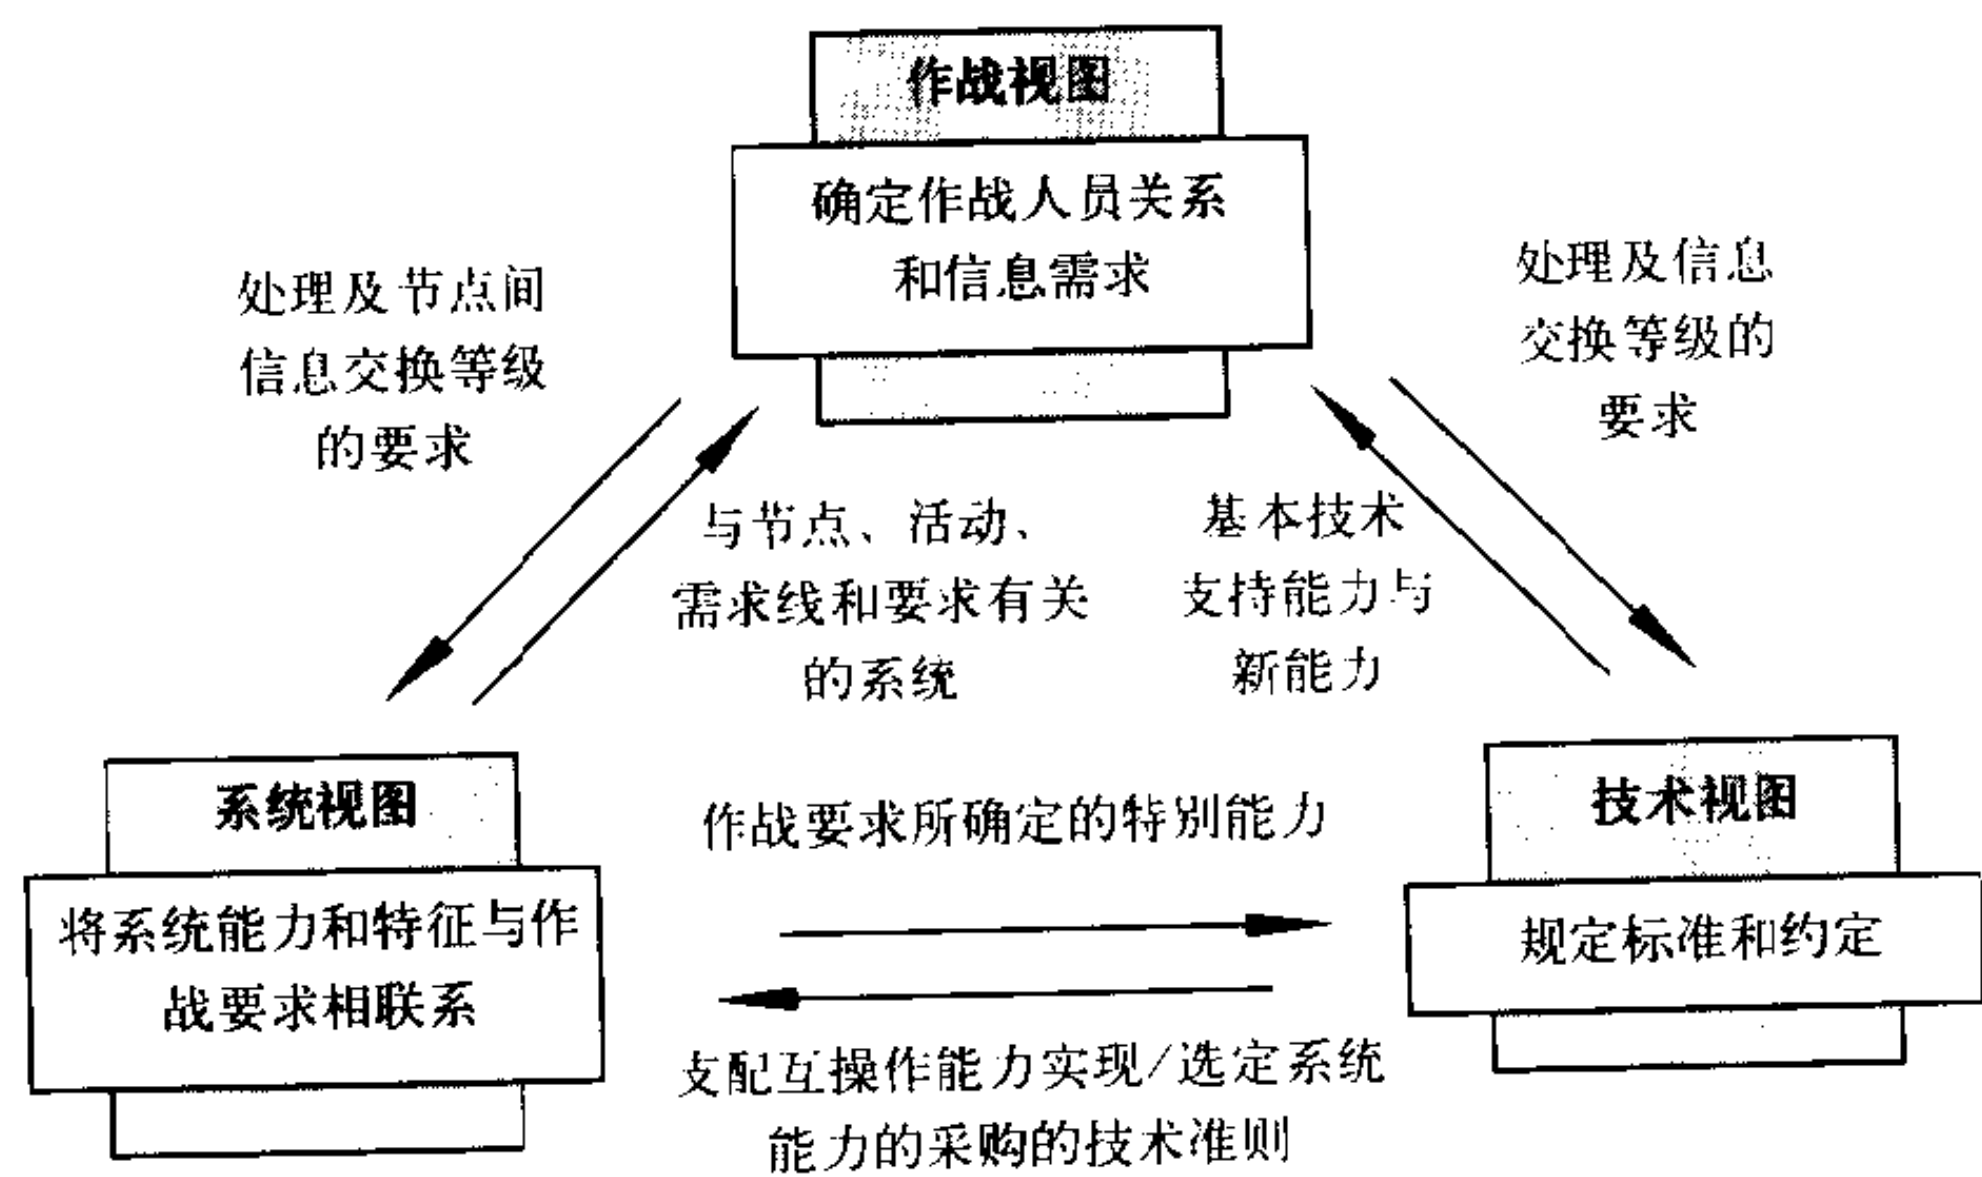 作战视图
确定作战人员关系
和信息需求
处理及节点间
信息交换等级
的要求
处理及信息
交换等级的
要求
与节点、活动、
需求线和要求有关
的系统
基本技术
支持能力与
新能力
系统视图
将系统能力和特征与作
战要求相联系
作战要求所确定的特别能力
支配互操作能力实现/选定系统
能力的采购的技术准则
技术视图
规定标准和约定